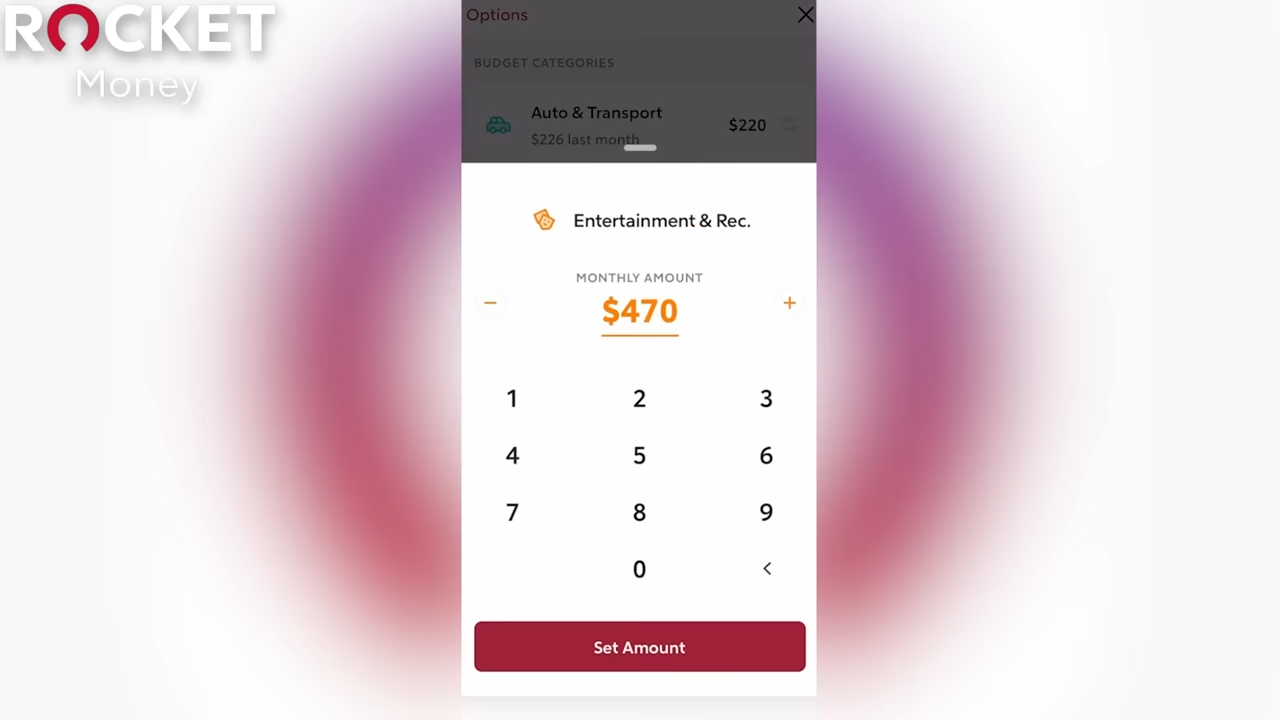 ROCKET
Money
Options
BUDGET CATEGORIES
Auto & Transport
$226 last month
$220
Entertainment & Rec.
MONTHLY AMOUNT
− $470 +
1 2 3
4 5 6
7 8 9
0 <
Set Amount